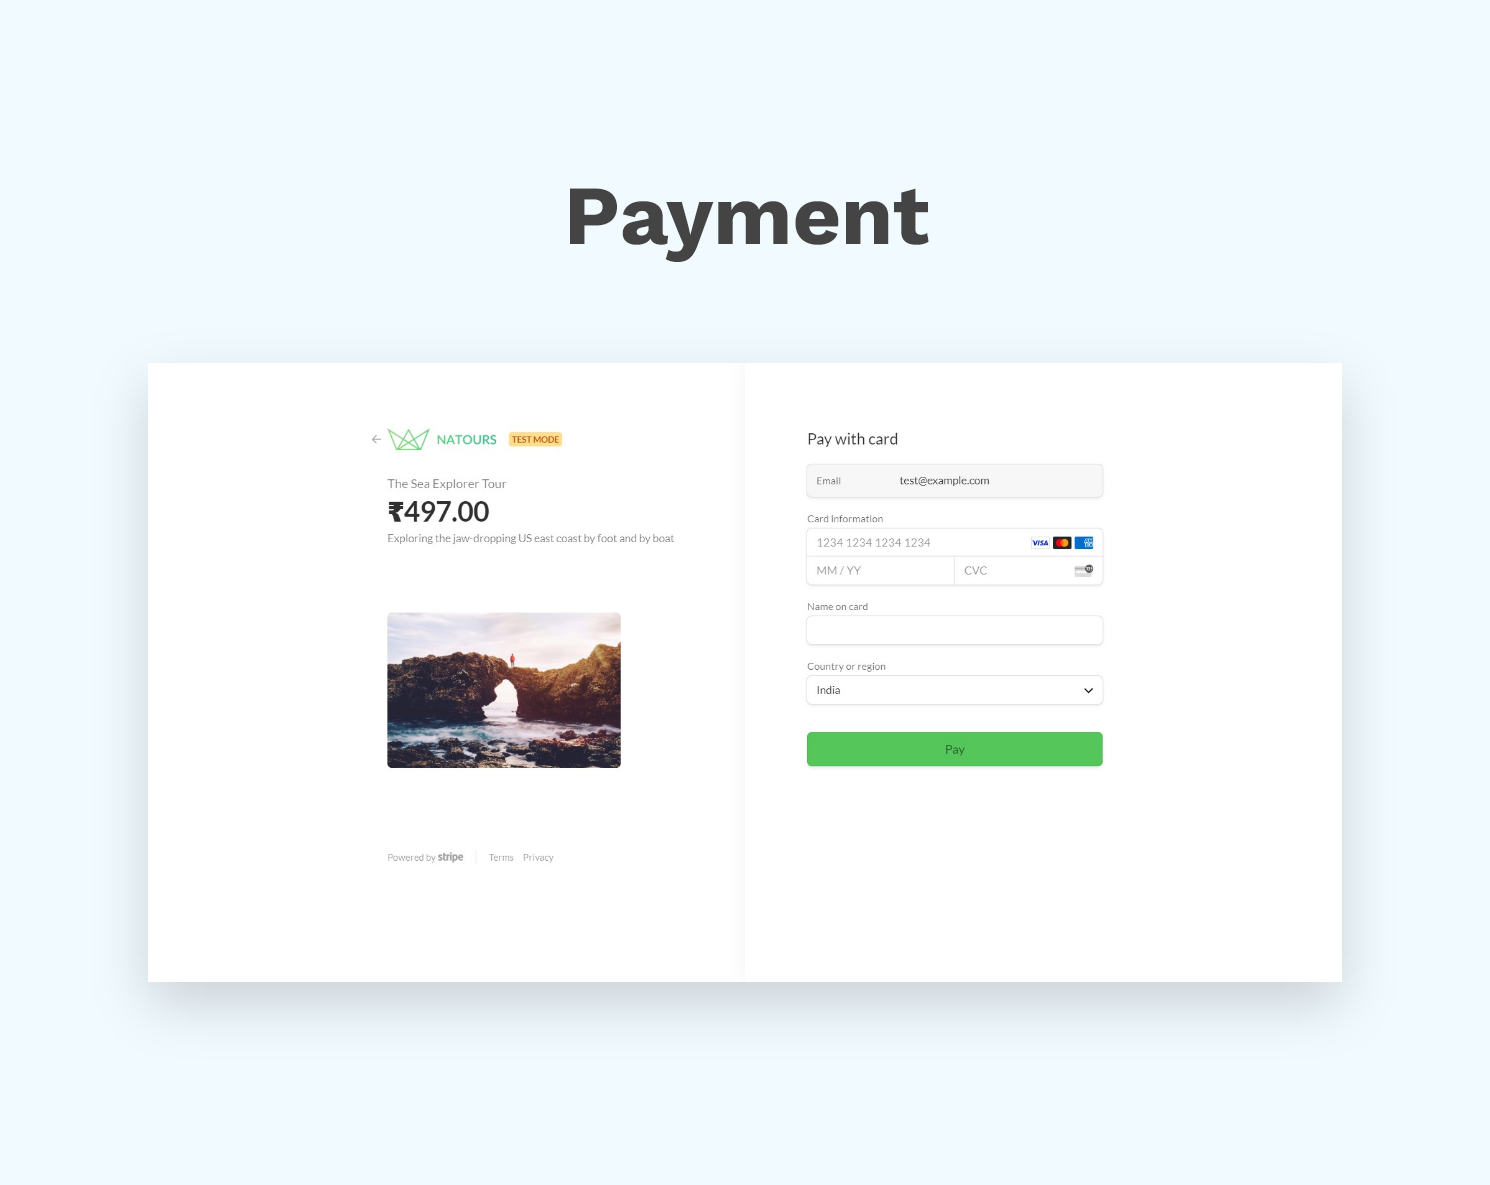 Payment
NATOURS TEST MODE
The Sea Explorer Tour
₹497.00
Exploring the jaw-dropping US east coast by foot and by boat
Powered by stripe Terms Privacy
Pay with card
Email test@example.com
Card Information
1234 1234 1234 1234 VISA
MM / YY CVC
Name on card
Country or region
India
Pay